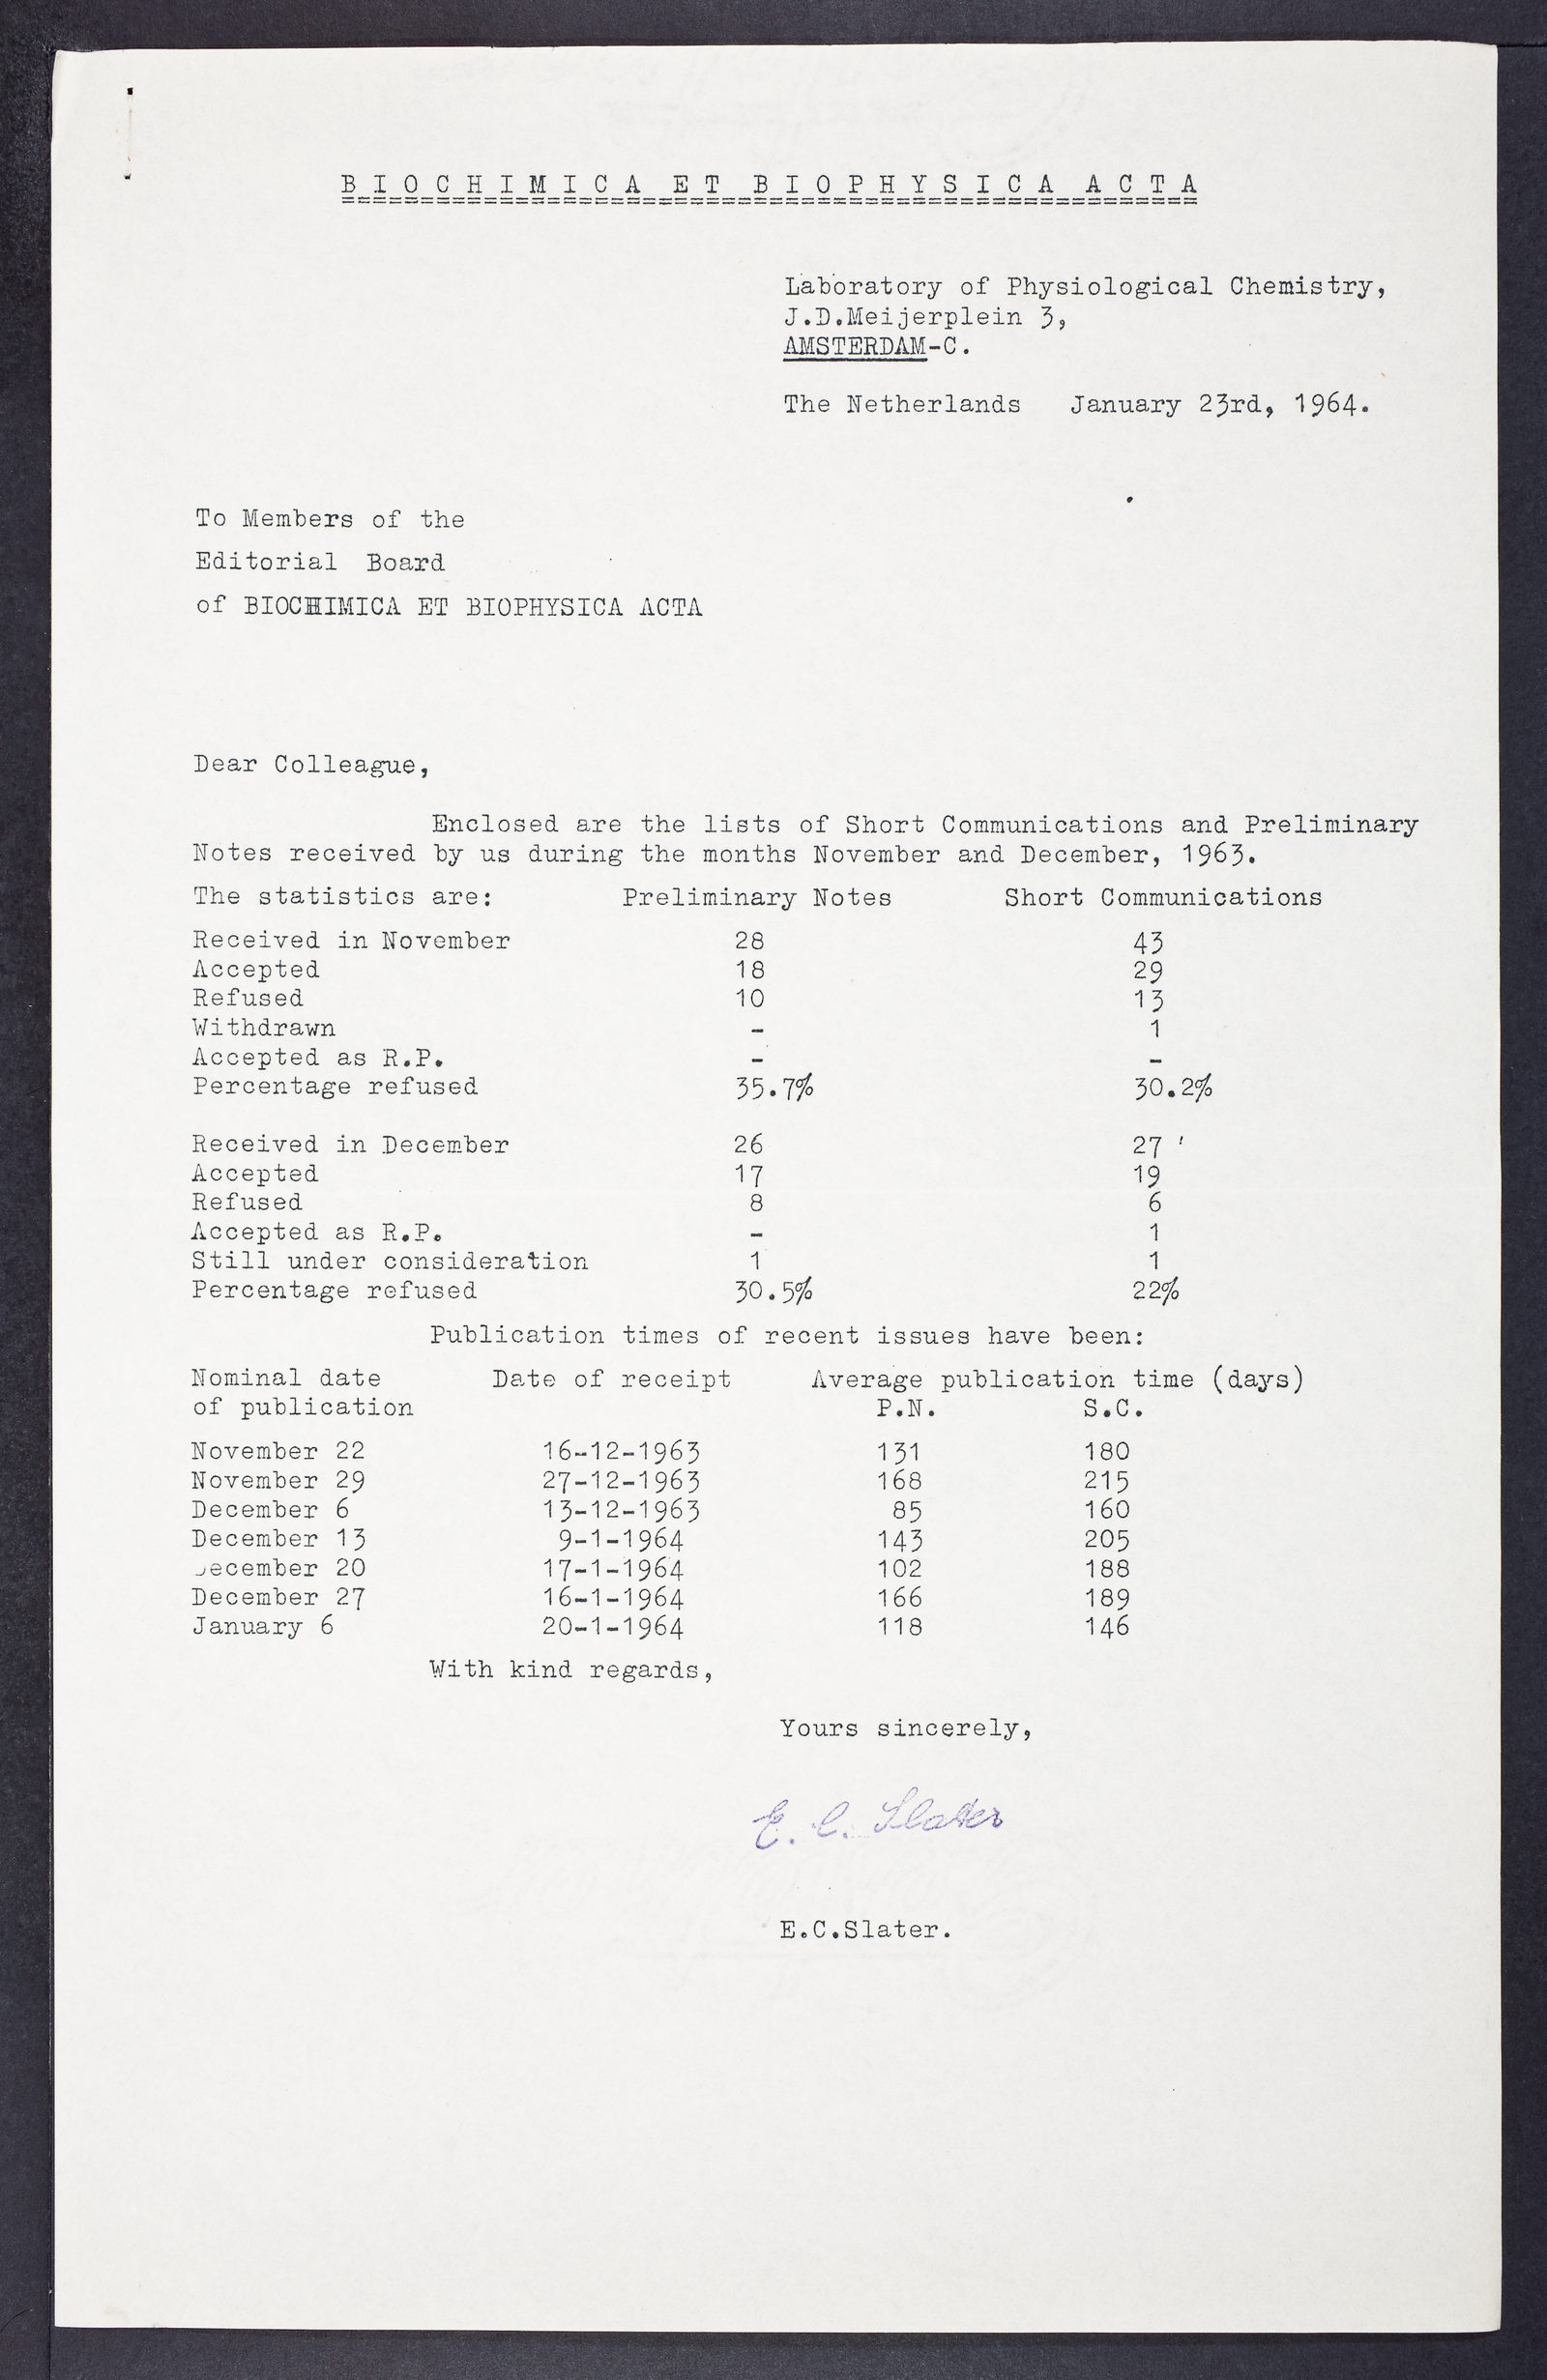 BIOCHIMICA ET BIOPHYSICA ACTA
Laboratory of Physiological Chemistry,
J.D.Meijerplein 3,
AMSTERDAM-C.
The Netherlands January 23rd, 1964.
To Members of the
Editorial Board
of BIOCHIMICA ET BIOPHYSICA ACTA
Dear Colleague,
Enclosed are the lists of Short Communications and Preliminary
Notes received by us during the months November and December, 1963.
The statistics are: Preliminary Notes Short Communications
Received in November 28 43
Accepted 18 29
Refused 10 13
Withdrawn - 1
Accepted as R.P. - -
Percentage refused 35.7% 30.2%
Received in December 26 27
Accepted 17 19
Refused 8 6
Accepted as R.P. - 1
Still under consideration 1 1
Percentage refused 30.5% 22%
Publication times of recent issues have been:
Nominal date Date of receipt Average publication time (days)
of publication P.N. S.C.
November 22 16-12-1963 131 180
November 29 27-12-1963 168 215
December 6 13-12-1963 85 160
December 13 9-1-1964 143 205
December 20 17-1-1964 102 188
December 27 16-1-1964 166 189
January 6 20-1-1964 118 146
With kind regards,
Yours sincerely,
E. C. Slater
E.C.Slater.